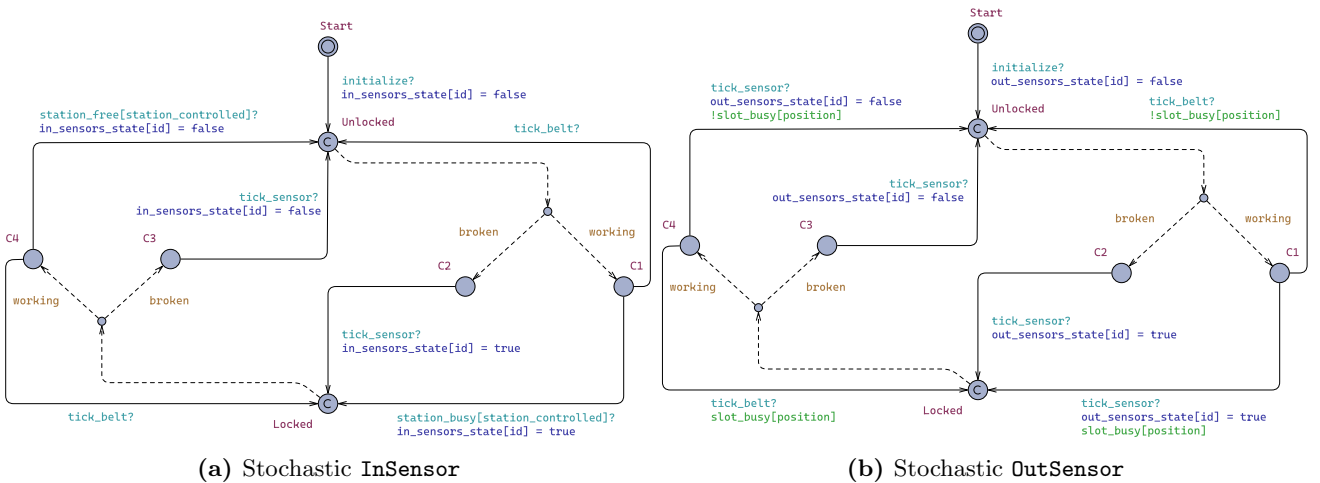 Start
initialize?
in_sensors_state[id] = false
station_free[station_controlled]?
in_sensors_state[id] = false
Unlocked
C
tick_belt?
tick_sensor?
in_sensors_state[id] = false
C4
C3
broken
working
C2
C1
working
broken
tick_sensor?
in_sensors_state[id] = true
C
tick_belt?
Locked
station_busy[station_controlled]?
in_sensors_state[id] = true
(a) Stochastic InSensor
Start
initialize?
out_sensors_state[id] = false
tick_sensor?
out_sensors_state[id] = false
!slot_busy[position]
Unlocked
C
tick_belt?
!slot_busy[position]
tick_sensor?
out_sensors_state[id] = false
C4
C3
broken
working
C2
C1
working
broken
tick_sensor?
out_sensors_state[id] = true
C
tick_belt?
slot_busy[position]
Locked
tick_sensor?
out_sensors_state[id] = true
slot_busy[position]
(b) Stochastic OutSensor